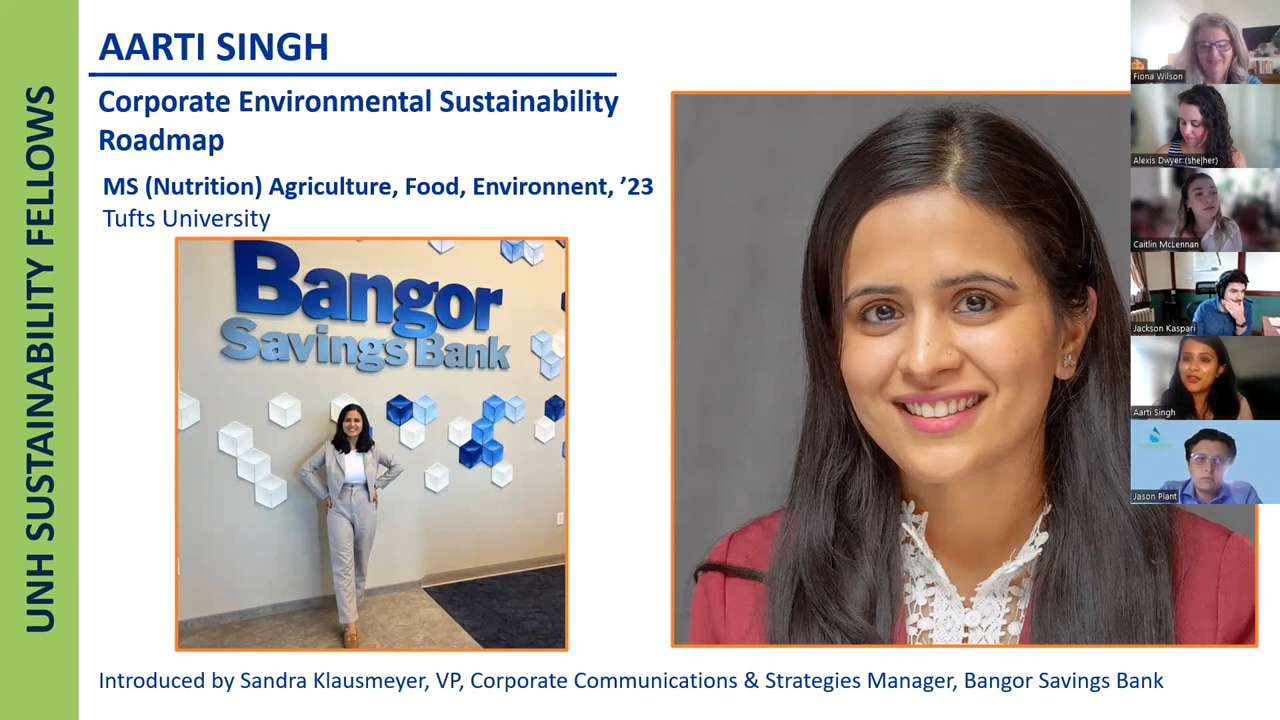 UNH SUSTAINABILITY FELLOWS
AARTI SINGH
Corporate Environmental Sustainability
Roadmap
MS (Nutrition) Agriculture, Food, Environnent, ’23
Tufts University
Bangor
Savings Bank
Introduced by Sandra Klausmeyer, VP, Corporate Communications & Strategies Manager, Bangor Savings Bank
Fiona Wilson
Alexis Dwyer (she|her)
Caitlin McLennan
Jackson Kaspari
Aarti Singh
Jason Plant